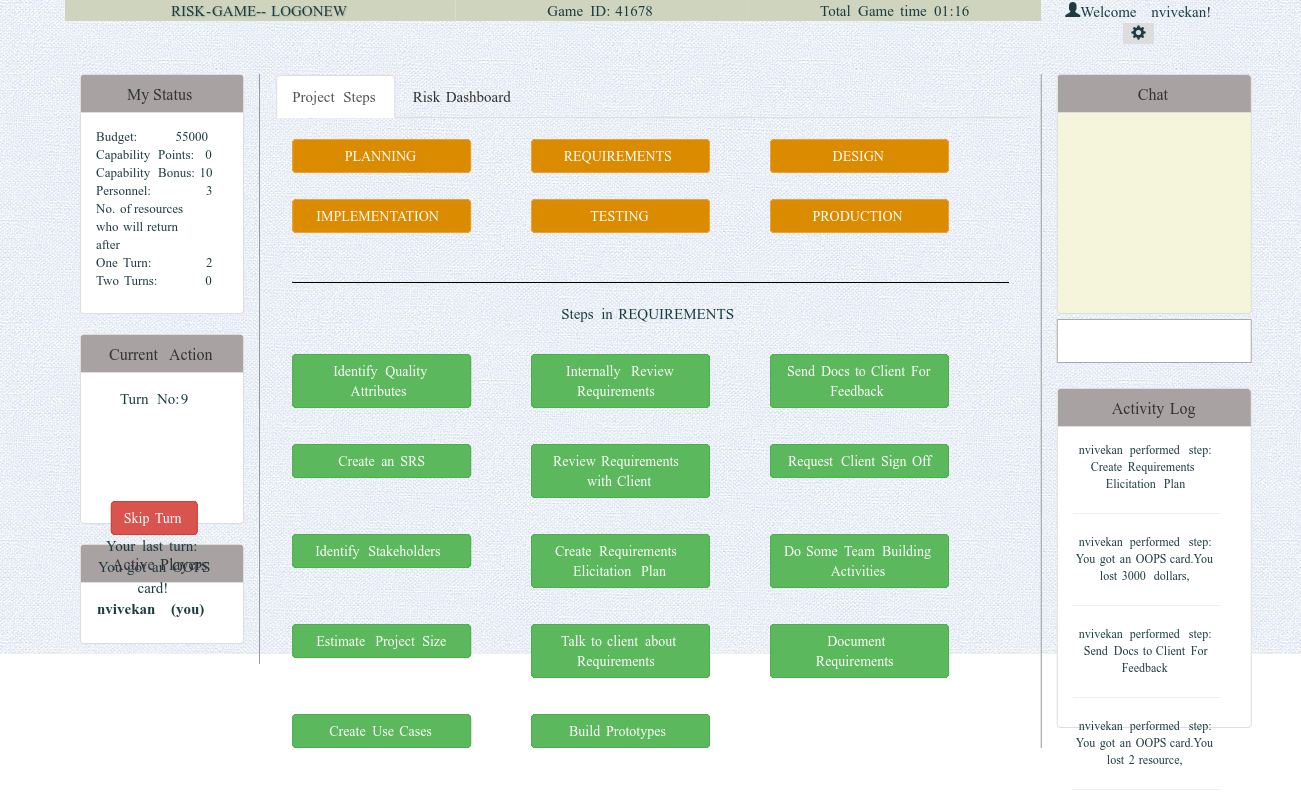 RISK-GAME-- LOGONEW Game ID: 41678 Total Game time 01:16
Welcome nvivekan!
My Status
Budget: 55000
Capability Points: 0
Capability Bonus: 10
Personnel: 3
No. of resources
who will return
after
One Turn: 2
Two Turns: 0
Current Action
Turn No:9
Skip Turn
Your last turn:
You got an OOPS
card!
Active Players
nvivekan (you)
Project Steps Risk Dashboard
PLANNING REQUIREMENTS DESIGN
IMPLEMENTATION TESTING PRODUCTION
Steps in REQUIREMENTS
Identify Quality
Attributes
Internally Review
Requirements
Send Docs to Client For
Feedback
Create an SRS
Review Requirements
with Client
Request Client Sign Off
Identify Stakeholders
Create Requirements
Elicitation Plan
Do Some Team Building
Activities
Estimate Project Size
Talk to client about
Requirements
Document
Requirements
Create Use Cases
Build Prototypes
Chat
Activity Log
nvivekan performed step:
Create Requirements
Elicitation Plan
nvivekan performed step:
You got an OOPS card.You
lost 3000 dollars,
nvivekan performed step:
Send Docs to Client For
Feedback
nvivekan performed step:
You got an OOPS card.You
lost 2 resource,